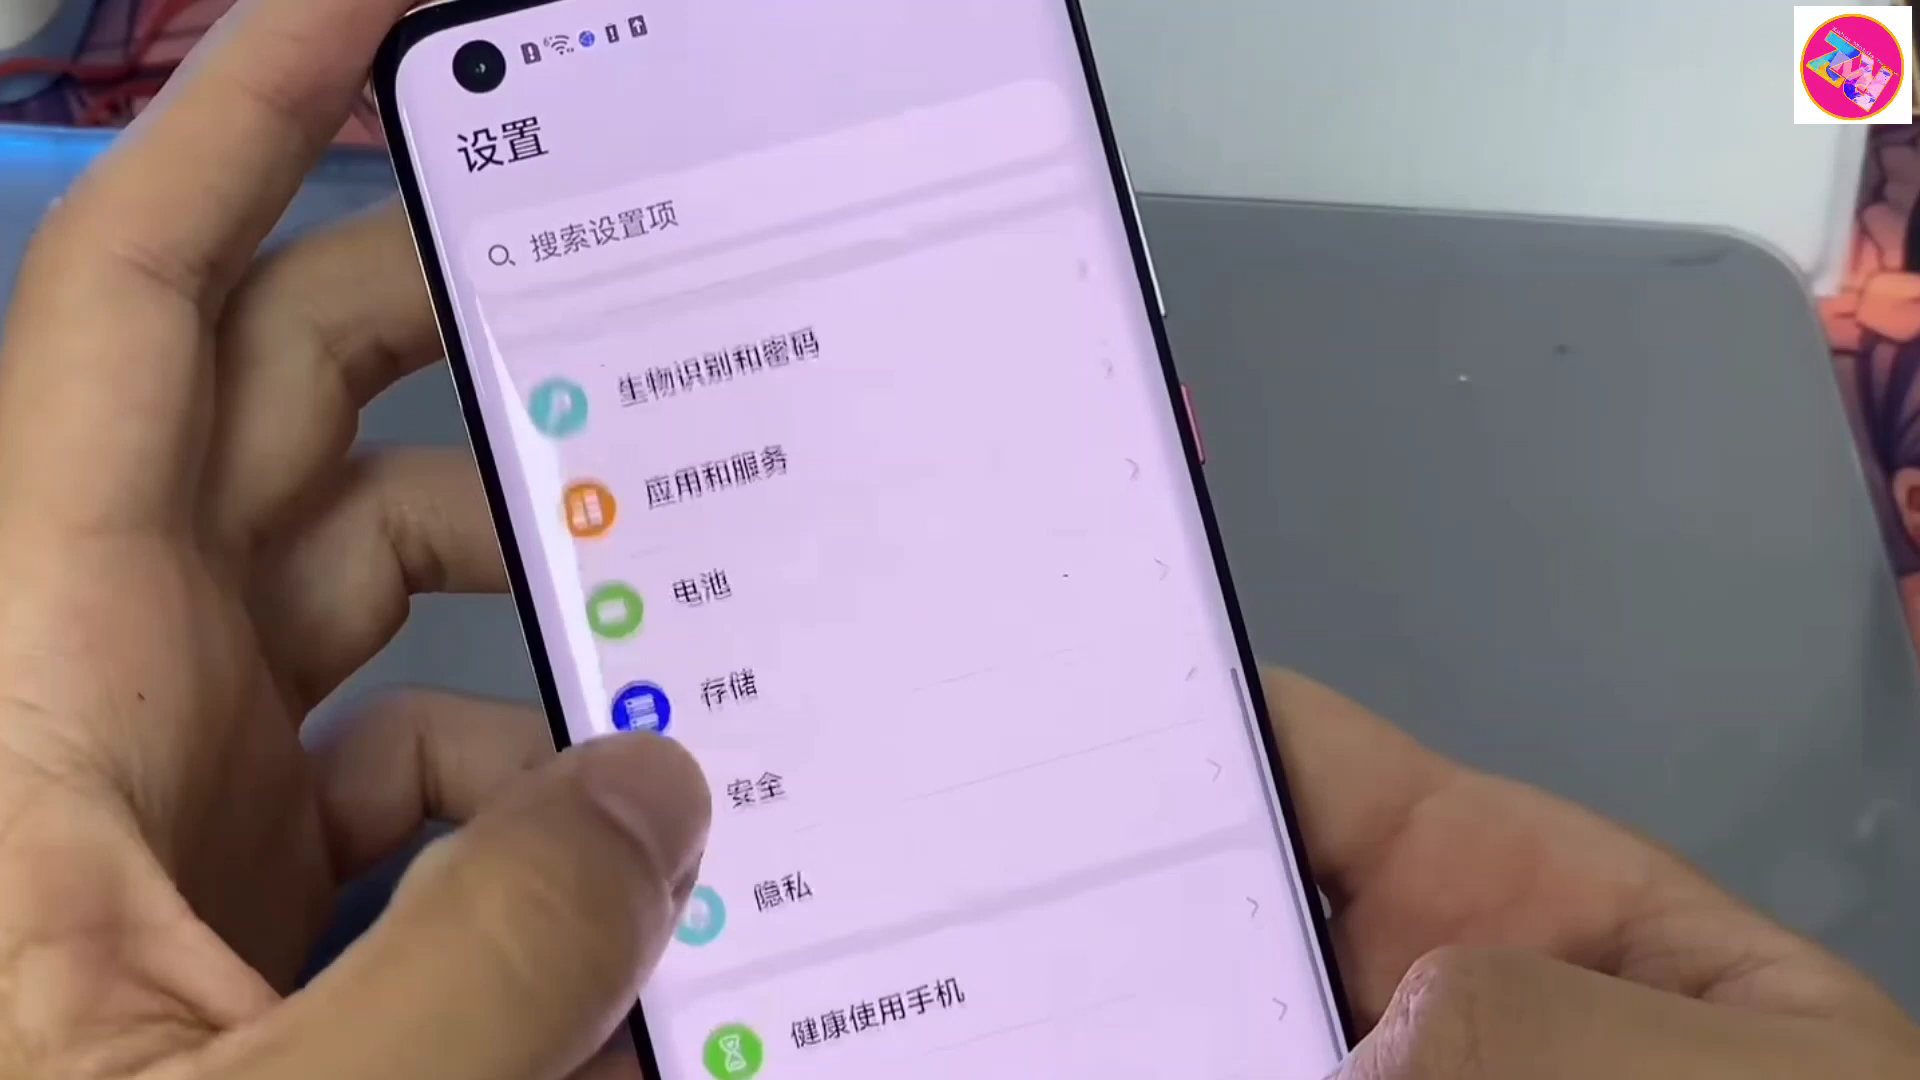 设置
搜索设置项
生物识别和密码
应用和服务
电池
存储
安全
隐私
健康使用手机